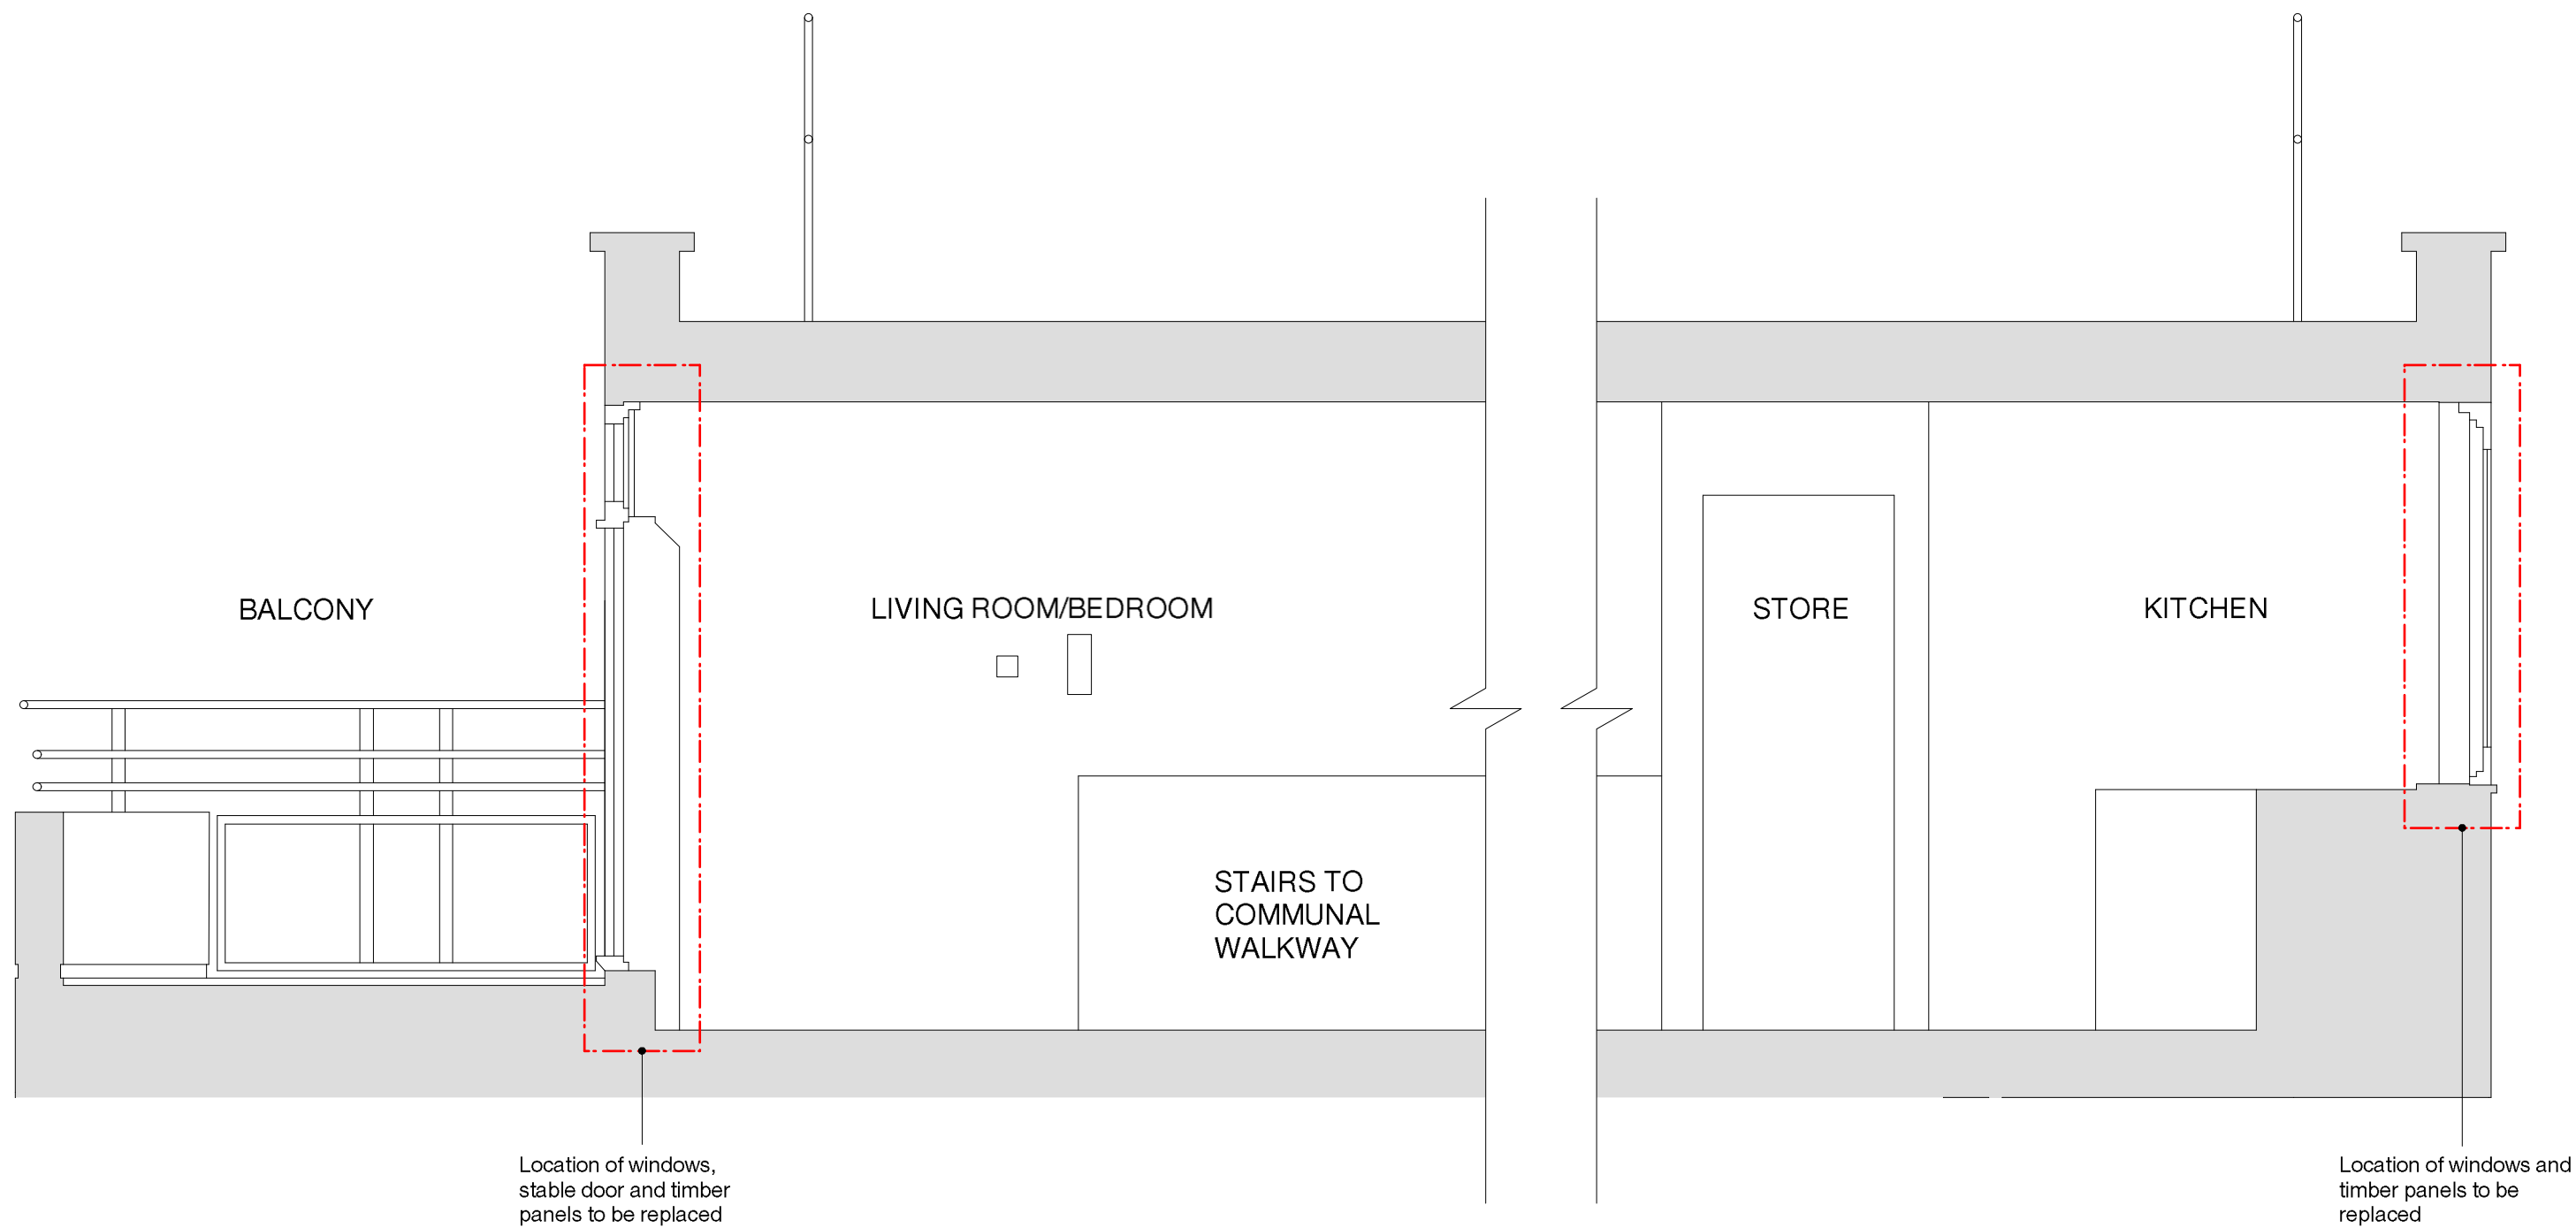 BALCONY
LIVING ROOM/BEDROOM
STORE
KITCHEN
STAIRS TO
COMMUNAL
WALKWAY
Location of windows,
stable door and timber
panels to be replaced
Location of windows and
timber panels to be
replaced